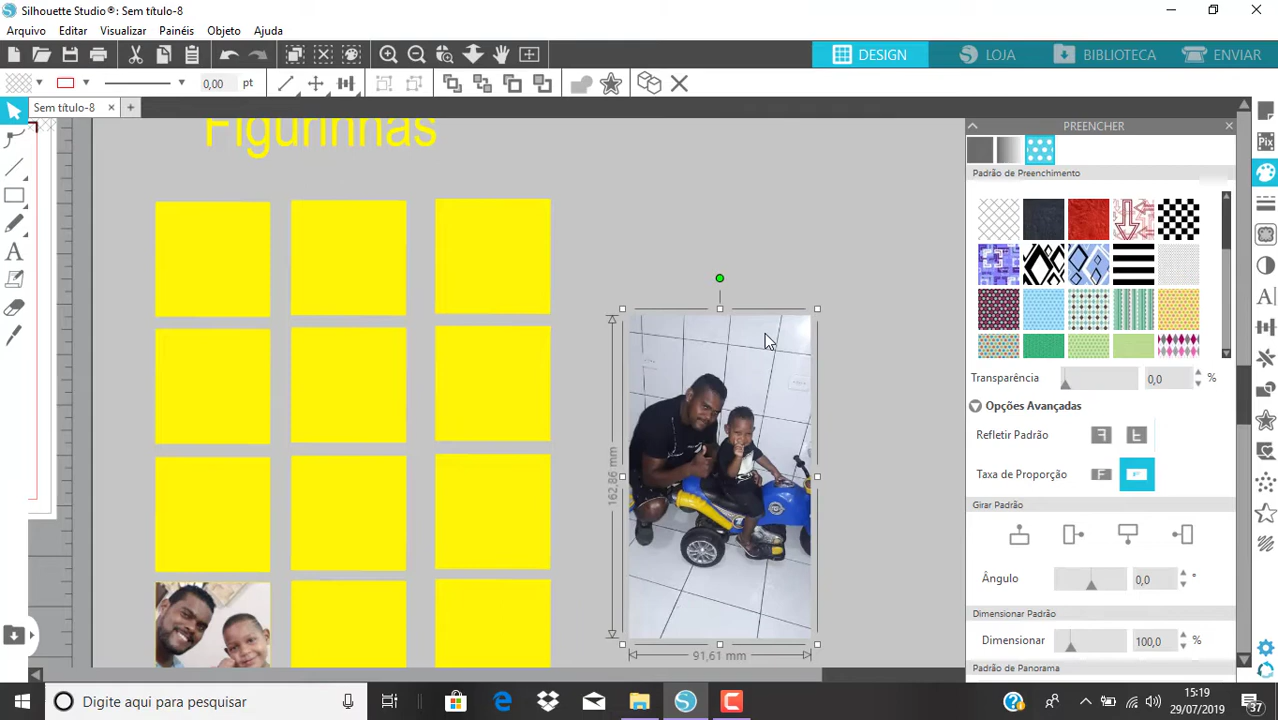 Silhouette Studio®: Sem título-8
Arquivo Editar Visualizar Painéis Objeto Ajuda
DESIGN LOJA BIBLIOTECA ENVIAR
0,00 pt
Sem título-8
Figurinhas
PREENCHER
Padrão de Preenchimento
Pix
Transparência 0,0 %
Opções Avançadas
Refletir Padrão
Taxa de Proporção
Girar Padrão
Ângulo 0,0 °
Dimensionar Padrão
Dimensionar 100,0 %
Padrão de Panorama
162,86 mm
91,61 mm
Digite aqui para pesquisar
15:19
29/07/2019
37